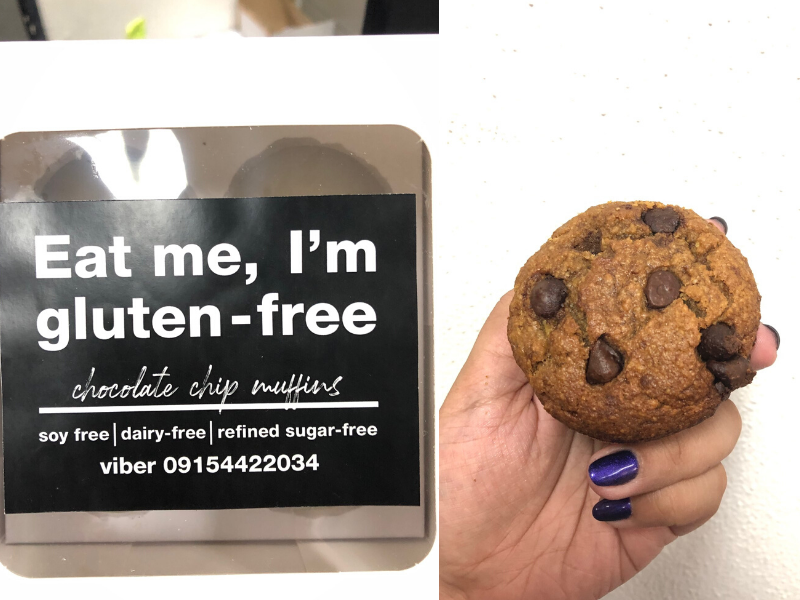 Eat me, I'm
gluten-free
chocolate chip muffins
soy free|dairy-free|refined sugar-free
viber 09154422034